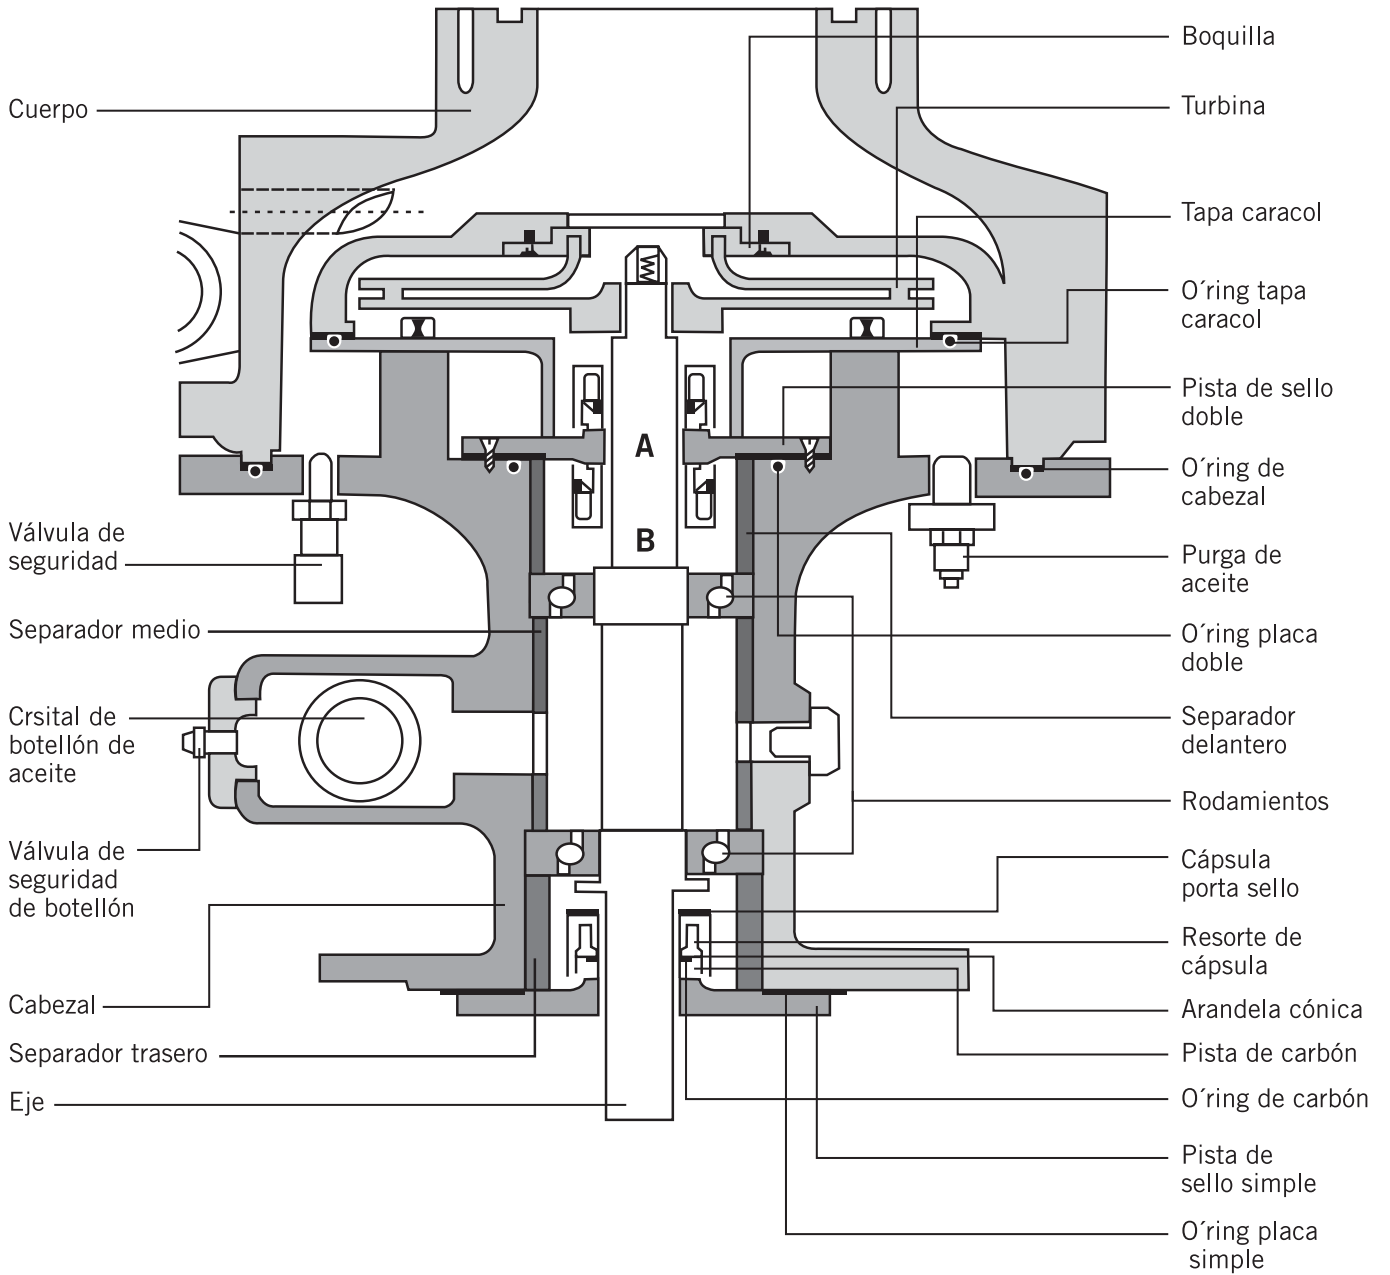 Cuerpo
Válvula de
seguridad
Separador medio
Crsital de
botellón de
aceite
Válvula de
seguridad
de botellón
Cabezal
Separador trasero
Eje
A
B
Boquilla
Turbina
Tapa caracol
O´ring tapa
caracol
Pista de sello
doble
O´ring de
cabezal
Purga de
aceite
O´ring placa
doble
Separador
delantero
Rodamientos
Cápsula
porta sello
Resorte de
cápsula
Arandela cónica
Pista de carbón
O´ring de carbón
Pista de
sello simple
O´ring placa
simple